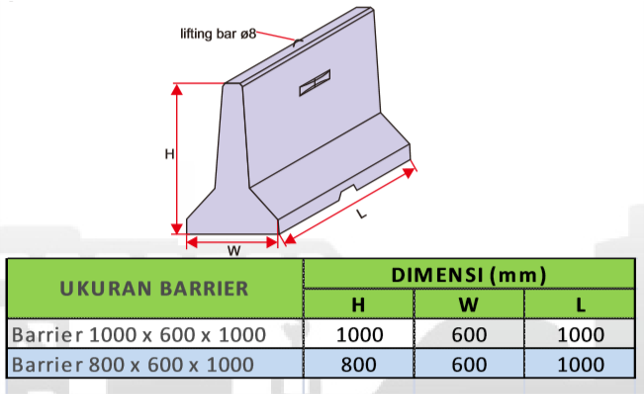 lifting bar ø8
H
L
W
UKURAN BARRIER
DIMENSI (mm)
H W L
Barrier 1000 x 600 x 1000 1000 600 1000
Barrier 800 x 600 x 1000 800 600 1000